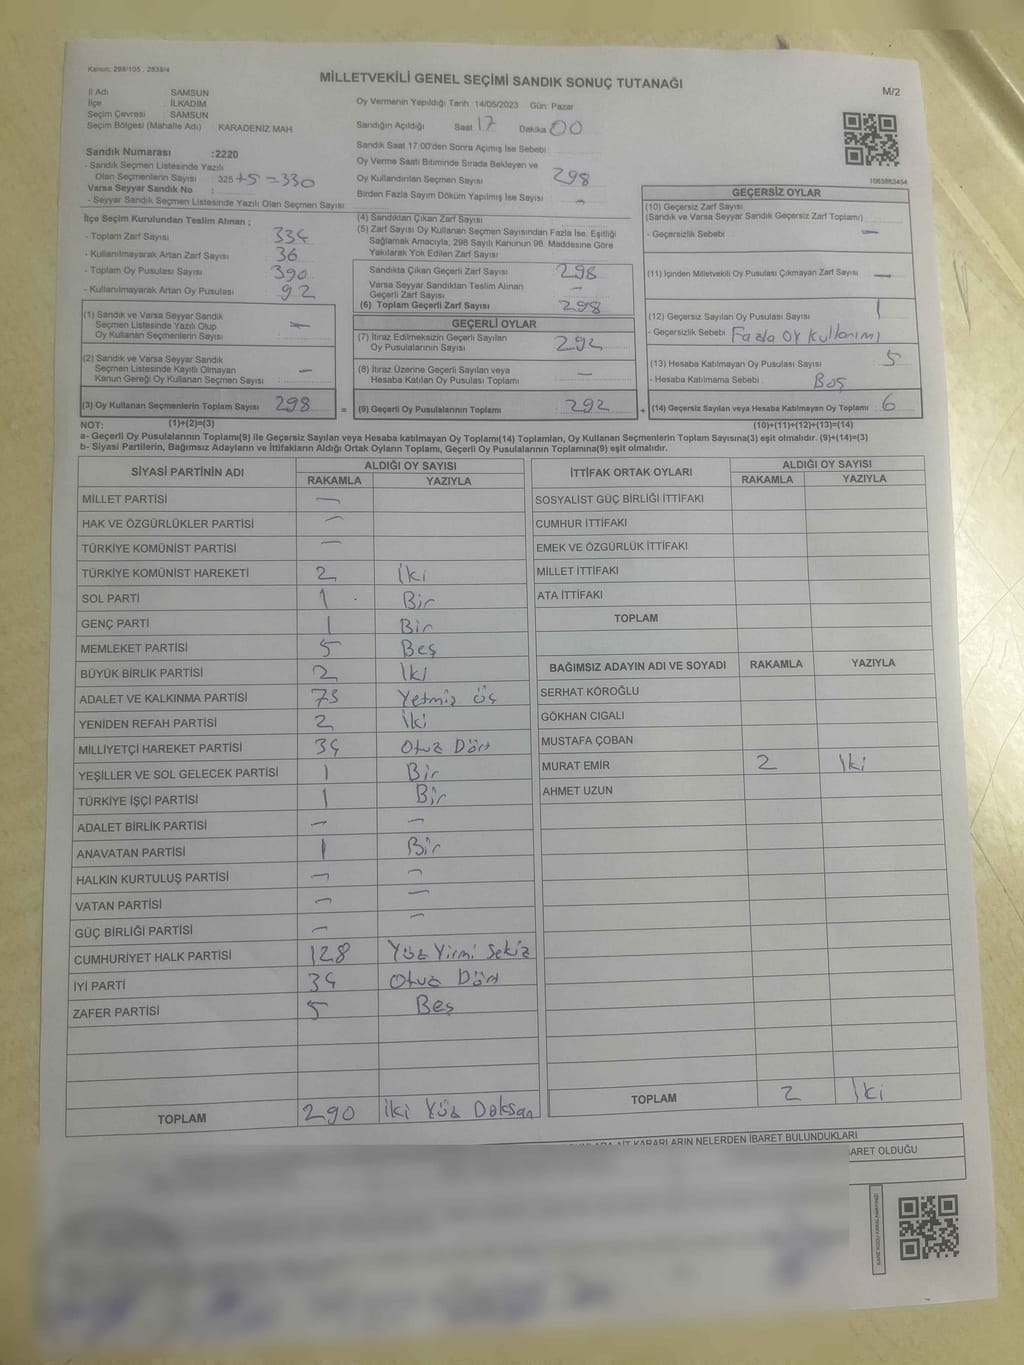 Kanun: 298/105 , 2839/4
MİLLETVEKİLİ GENEL SEÇİMİ SANDIK SONUÇ TUTANAĞI
M/2
İl Adı SAMSUN
İlçe İLKADIM
Seçim Çevresi SAMSUN
Seçim Bölgesi (Mahalle Adı) KARADENİZ MAH.
Sandık Numarası :2220
- Sandık Seçmen Listesinde Yazılı
Olan Seçmenlerin Sayısı : 325 +5 = 330
Varsa Seyyar Sandık No :
- Seyyar Sandık Seçmen Listesinde Yazılı Olan Seçmen Sayısı :
Oy Vermenin Yapıldığı Tarih :14/05/2023 Gün: Pazar
Sandığın Açıldığı Saat 17 Dakika 00
Sandık Saat 17:00'den Sonra Açılmış İse Sebebi :
Oy Verme Saati Bitiminde Sırada Bekleyen ve
Oy Kullandırılan Seçmen Sayısı 298
Birden Fazla Sayım Döküm Yapılmış İse Sayısı : -
1063862454
İlçe Seçim Kurulundan Teslim Alınan ;
- Toplam Zarf Sayısı 334
- Kullanılmayarak Artan Zarf Sayısı 36
- Toplam Oy Pusulası Sayısı 390
- Kullanılmayarak Artan Oy Pusulası 92
(1) Sandık ve Varsa Seyyar Sandık
Seçmen Listesinde Yazılı Olup
Oy Kullanan Seçmenlerin Sayısı : -
(2) Sandık ve Varsa Seyyar Sandık
Seçmen Listesinde Kayıtlı Olmayan
Kanun Gereği Oy Kullanan Seçmen Sayısı : -
(3) Oy Kullanan Seçmenlerin Toplam Sayısı 298 =
(4) Sandıktan Çıkan Zarf Sayısı
(5) Zarf Sayısı Oy Kullanan Seçmen Sayısından Fazla İse, Eşitliği
Sağlamak Amacıyla, 298 Sayılı Kanunun 98. Maddesine Göre
Yakılarak Yok Edilen Zarf Sayısı
Sandıkta Çıkan Geçerli Zarf Sayısı 298
Varsa Seyyar Sandıktan Teslim Alınan
Geçerli Zarf Sayısı -
(6) Toplam Geçerli Zarf Sayısı 298
GEÇERLİ OYLAR
(7) İtiraz Edilmeksizin Geçerli Sayılan
Oy Pusulalarının Sayısı 292
(8) İtiraz Üzerine Geçerli Sayılan veya
Hesaba Katılan Oy Pusulası Toplamı -
(9) Geçerli Oy Pusulalarının Toplamı 292 +
GEÇERSİZ OYLAR
(10) Geçersiz Zarf Sayısı
(Sandık ve Varsa Seyyar Sandık Geçersiz Zarf Toplamı)
- Geçersizlik Sebebi : -
(11) İçinden Milletvekili Oy Pusulası Çıkmayan Zarf Sayısı -
(12) Geçersiz Sayılan Oy Pusulası Sayısı 1
- Geçersizlik Sebebi : Fazla Oy Kullanımı
(13) Hesaba Katılmayan Oy Pusulası Sayısı 5
- Hesaba Katılmama Sebebi : Boş
(14) Geçersiz Sayılan veya Hesaba Katılmayan Oy Toplamı 6
NOT: (1)+(2)=(3) (10)+(11)+(12)+(13)=(14)
a- Geçerli Oy Pusulalarının Toplamı(9) ile Geçersiz Sayılan veya Hesaba katılmayan Oy Toplamı(14) Toplamları, Oy Kullanan Seçmenlerin Toplam Sayısına(3) eşit olmalıdır. (9)+(14)=(3)
b- Siyasi Partilerin, Bağımsız Adayların ve İttifakların Aldığı Ortak Oyların Toplamı, Geçerli Oy Pusulalarının Toplamına(9) eşit olmalıdır.
SİYASİ PARTİNİN ADI ALDIĞI OY SAYISI
RAKAMLA YAZIYLA
MİLLET PARTİSİ -
HAK VE ÖZGÜRLÜKLER PARTİSİ -
TÜRKİYE KOMÜNİST PARTİSİ -
TÜRKİYE KOMÜNİST HAREKETİ 2 İki
SOL PARTİ 1 Bir
GENÇ PARTİ 1 Bir
MEMLEKET PARTİSİ 5 Beş
BÜYÜK BİRLİK PARTİSİ 2 İki
ADALET VE KALKINMA PARTİSİ 73 Yetmiş üç
YENİDEN REFAH PARTİSİ 2 İki
MİLLİYETÇİ HAREKET PARTİSİ 34 Otuz Dört
YEŞİLLER VE SOL GELECEK PARTİSİ 1 Bir
TÜRKİYE İŞÇİ PARTİSİ 1 Bir
ADALET BİRLİK PARTİSİ - -
ANAVATAN PARTİSİ 1 Bir
HALKIN KURTULUŞ PARTİSİ - -
VATAN PARTİSİ - -
GÜÇ BİRLİĞİ PARTİSİ - -
CUMHURİYET HALK PARTİSİ 128 Yüz Yirmi Sekiz
İYİ PARTİ 34 Otuz Dört
ZAFER PARTİSİ 5 Beş
TOPLAM 290 İki Yüz Doksan
İTTİFAK ORTAK OYLARI ALDIĞI OY SAYISI
RAKAMLA YAZIYLA
SOSYALİST GÜÇ BİRLİĞİ İTTİFAKI
CUMHUR İTTİFAKI
EMEK VE ÖZGÜRLÜK İTTİFAKI
MİLLET İTTİFAKI
ATA İTTİFAKI
TOPLAM
BAĞIMSIZ ADAYIN ADI VE SOYADI RAKAMLA YAZIYLA
SERHAT KÖROĞLU
GÖKHAN CIGALI
MUSTAFA ÇOBAN
MURAT EMİR 2 İki
AHMET UZUN
TOPLAM 2 İki
KARARLARIN NELERDEN İBARET BULUNDUKLARI
İBARET OLDUĞU